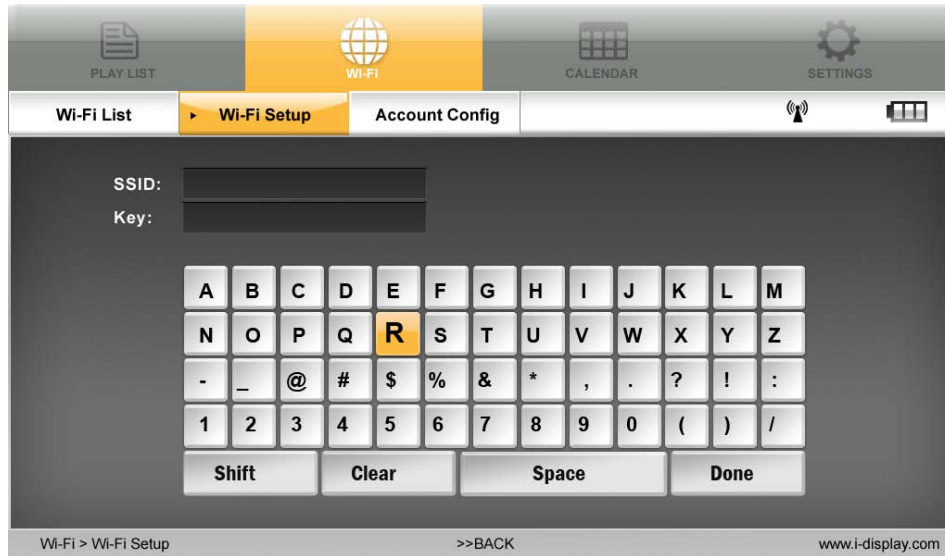 PLAY LIST WI-FI CALENDAR SETTINGS
Wi-Fi List Wi-Fi Setup Account Config
SSID:
Key:
A B C D E F G H I J K L M
N O P Q R S T U V W X Y Z
- _ @ # $ % & * , . ? ! :
1 2 3 4 5 6 7 8 9 0 ( ) /
Shift Clear Space Done
Wi-Fi > Wi-Fi Setup >>BACK www.i-display.com